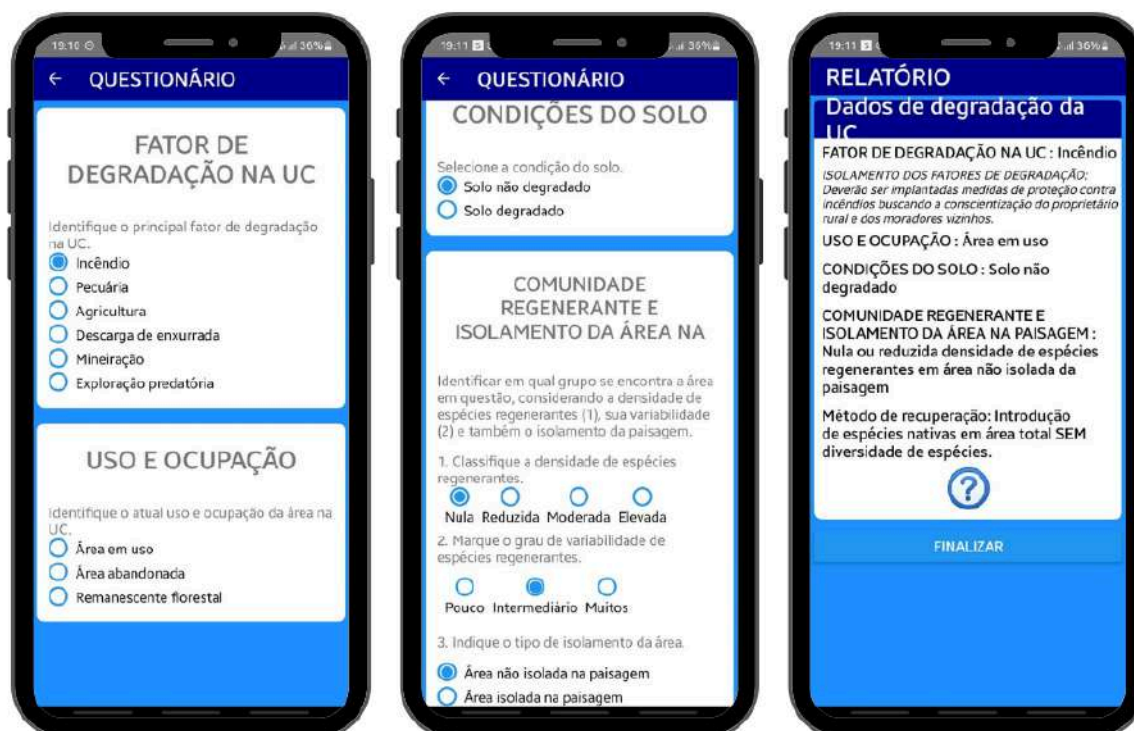 19:10
36%
← QUESTIONÁRIO
FATOR DE
DEGRADAÇÃO NA UC
Identifique o principal fator de degradação
na UC.
Incêndio
Pecuária
Agricultura
Descarga de enxurrada
Mineiração
Exploração predatória
USO E OCUPAÇÃO
Identifique o atual uso e ocupação da área na
UC.
Área em uso
Área abandonada
Remanescente florestal
19:11
36%
← QUESTIONÁRIO
CONDIÇÕES DO SOLO
Selecione a condição do solo.
Solo não degradado
Solo degradado
COMUNIDADE
REGENERANTE E
ISOLAMENTO DA ÁREA NA
Identificar em qual grupo se encontra a área
em questão, considerando a densidade de
espécies regenerantes (1), sua variabilidade
(2) e também o isolamento da paisagem.
1. Classifique a densidade de espécies
regenerantes.
Nula Reduzida Moderada Elevada
2. Marque o grau de variabilidade de
espécies regenerantes.
Pouco Intermediário Muitos
3. Indique o tipo de isolamento da área.
Área não isolada na paisagem
Área isolada na paisagem
19:11
36%
RELATÓRIO
Dados de degradação da
UC
FATOR DE DEGRADAÇÃO NA UC : Incêndio
ISOLAMENTO DOS FATORES DE DEGRADAÇÃO;
Deverão ser implantadas medidas de proteção contra
incêndios buscando a conscientização do proprietário
rural e dos moradores vizinhos.
USO E OCUPAÇÃO : Área em uso
CONDIÇÕES DO SOLO : Solo não
degradado
COMUNIDADE REGENERANTE E
ISOLAMENTO DA ÁREA NA PAISAGEM :
Nula ou reduzida densidade de espécies
regenerantes em área não isolada da
paisagem
Método de recuperação: Introdução
de espécies nativas em área total SEM
diversidade de espécies.
?
FINALIZAR